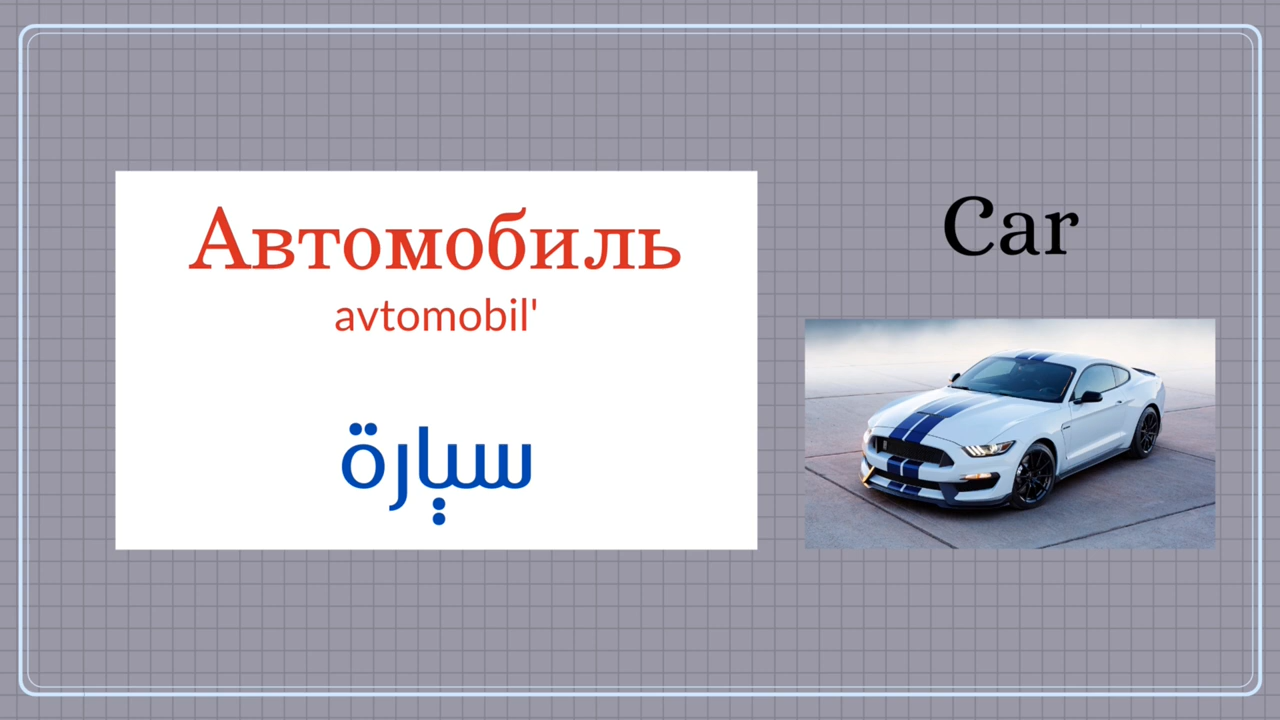 Автомобиль
avtomobil'
سيارة
Car